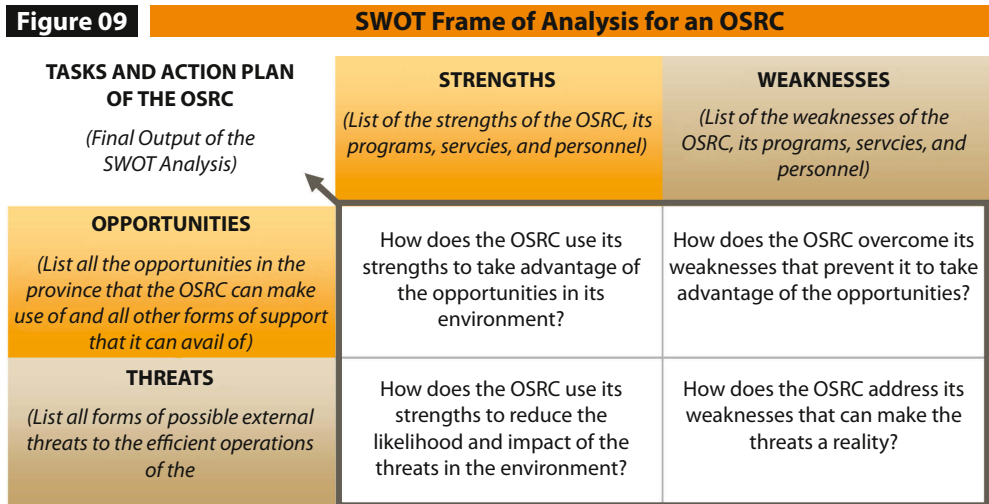 Figure 09
SWOT Frame of Analysis for an OSRC
TASKS AND ACTION PLAN
OF THE OSRC
(Final Output of the
SWOT Analysis)
STRENGTHS
(List of the strengths of the OSRC, its
programs, servcies, and personnel)
WEAKNESSES
(List of the weaknesses of the
OSRC, its programs, servcies, and
personnel)
OPPORTUNITIES
(List all the opportunities in the
province that the OSRC can make
use of and all other forms of support
that it can avail of)
How does the OSRC use its
strengths to take advantage of
the opportunities in its
environment?
How does the OSRC overcome its
weaknesses that prevent it to take
advantage of the opportunities?
THREATS
(List all forms of possible external
threats to the efficient operations
of the
How does the OSRC use its
strengths to reduce the
likelihood and impact of the
threats in the environment?
How does the OSRC address its
weaknesses that can make the
threats a reality?